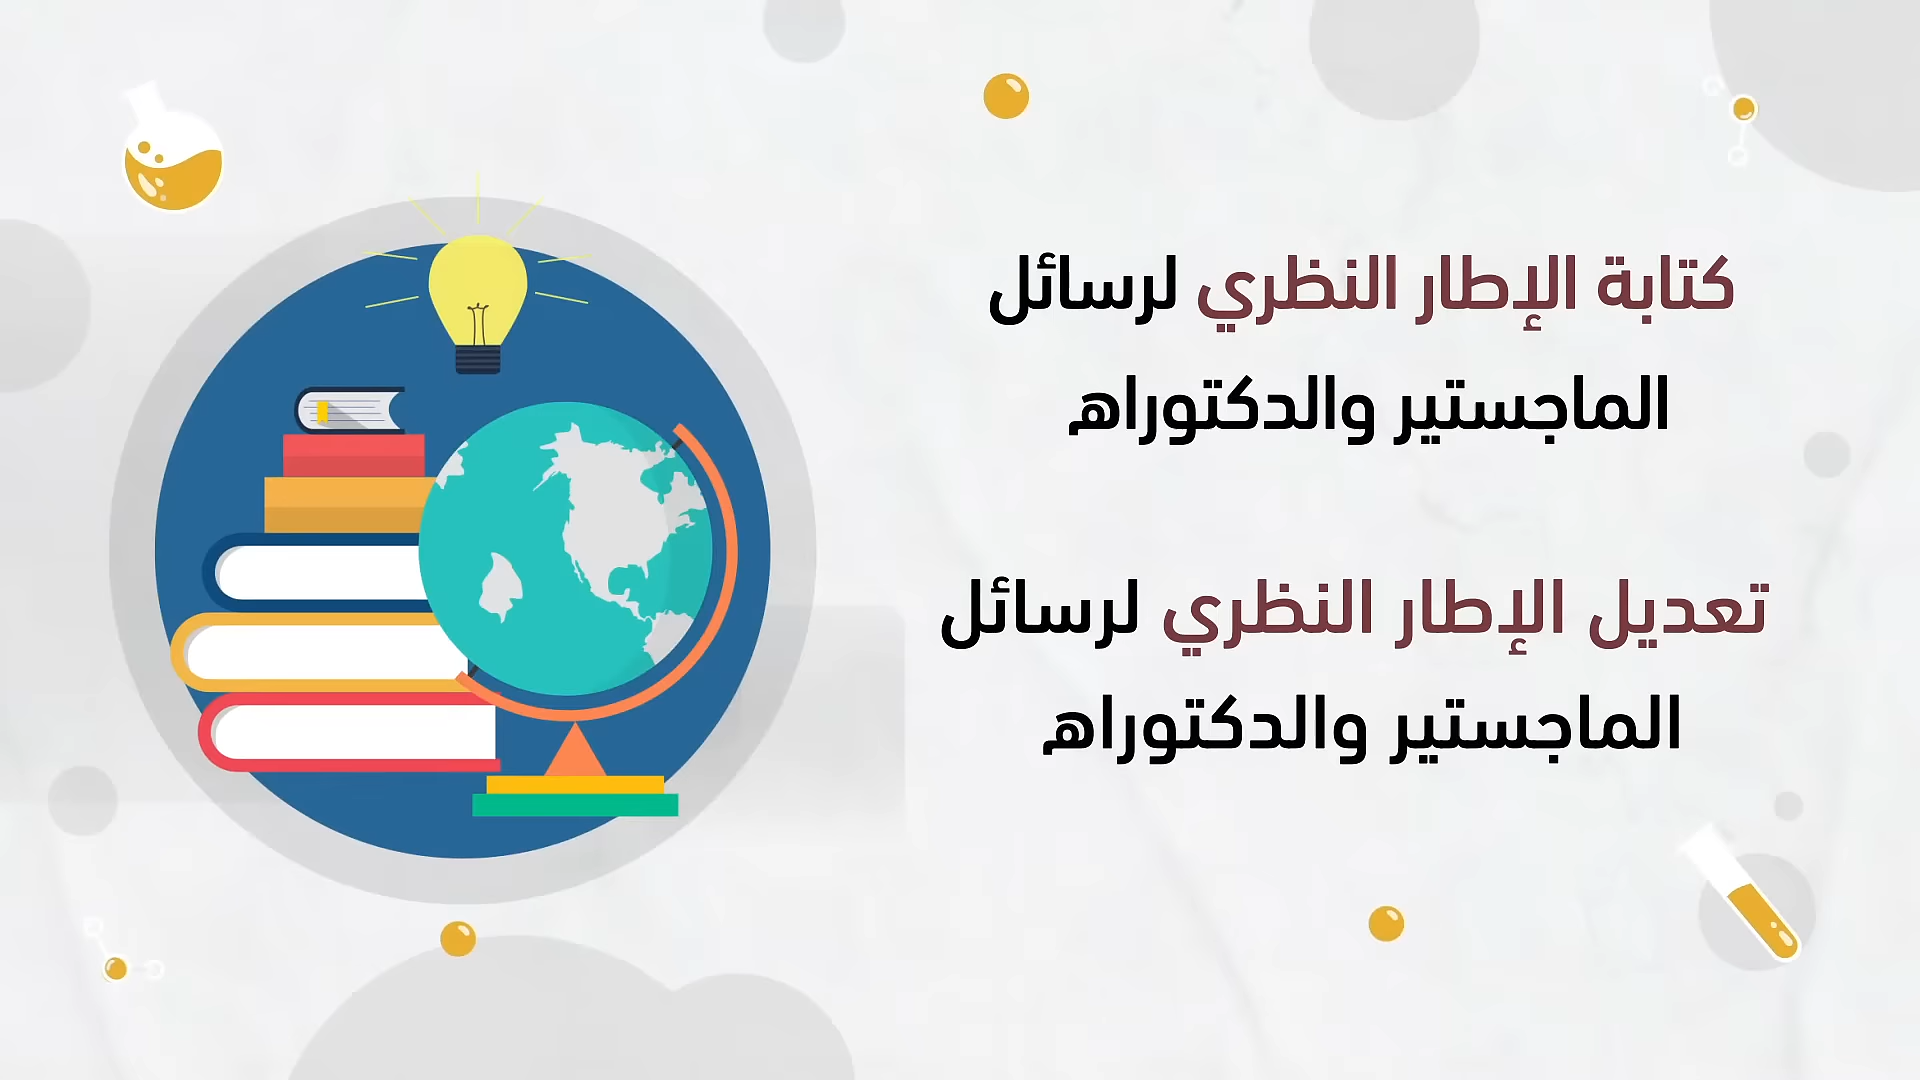 كتابة الإطار النظري لرسائل
الماجستير والدكتوراه
تعديل الإطار النظري لرسائل
الماجستير والدكتوراه